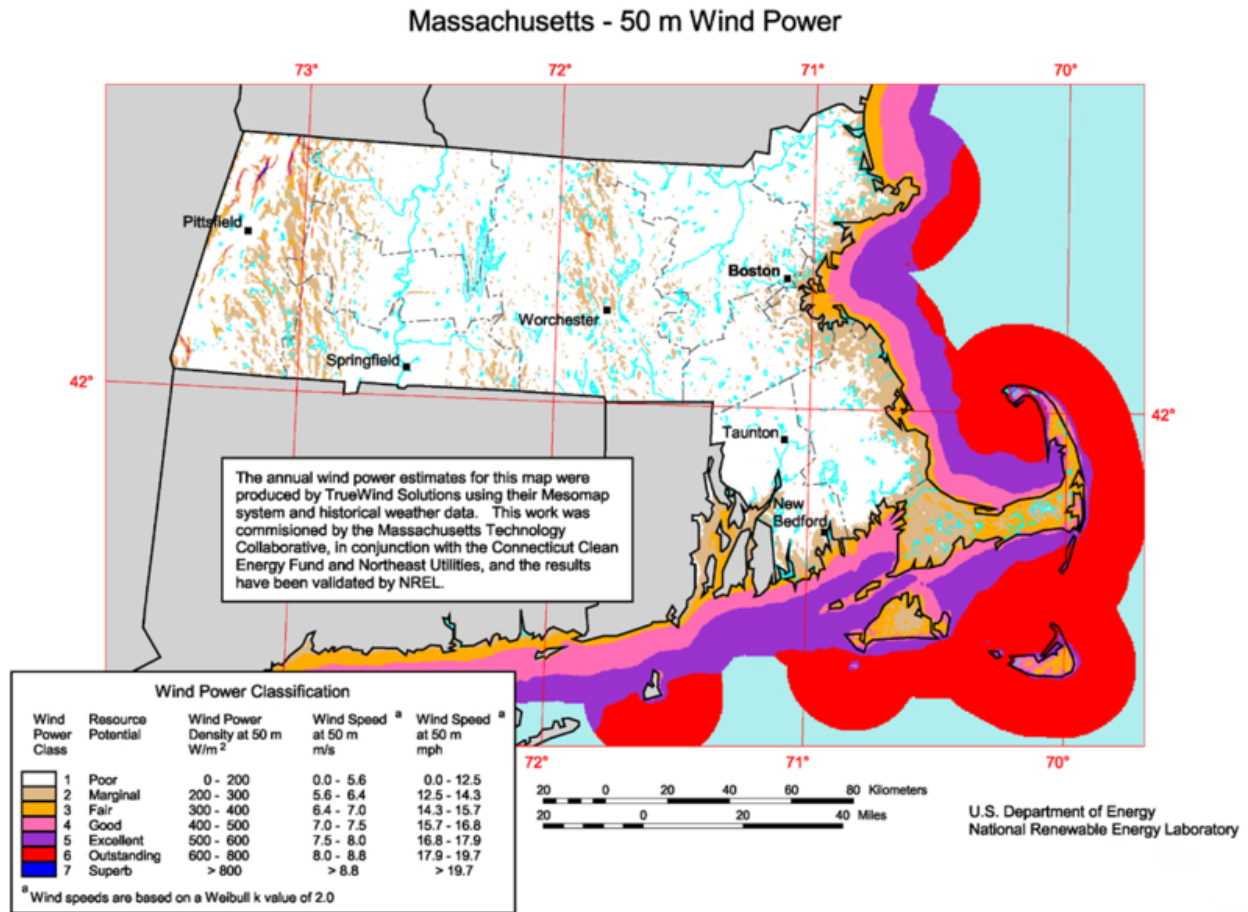 Massachusetts - 50 m Wind Power
73°
72°
71°
70°
Pittsfield
Boston
Worchester
Springfield
42°
42°
Taunton
New
Bedford
The annual wind power estimates for this map were
produced by TrueWind Solutions using their Mesomap
system and historical weather data. This work was
commisioned by the Massachusetts Technology
Collaborative, in conjunction with the Connecticut Clean
Energy Fund and Northeast Utilities, and the results
have been validated by NREL.
72°
71°
70°
Wind Power Classification
Wind Power Class Resource Potential Wind Power Density at 50 m W/m² Wind Speed ᵃ at 50 m m/s Wind Speed ᵃ at 50 m mph
1 Poor 0 - 200 0.0 - 5.6 0.0 - 12.5
2 Marginal 200 - 300 5.6 - 6.4 12.5 - 14.3
3 Fair 300 - 400 6.4 - 7.0 14.3 - 15.7
4 Good 400 - 500 7.0 - 7.5 15.7 - 16.8
5 Excellent 500 - 600 7.5 - 8.0 16.8 - 17.9
6 Outstanding 600 - 800 8.0 - 8.8 17.9 - 19.7
7 Superb > 800 > 8.8 > 19.7
ᵃ Wind speeds are based on a Weibull k value of 2.0
20 0 20 40 60 80 Kilometers
20 0 20 40 Miles
U.S. Department of Energy
National Renewable Energy Laboratory